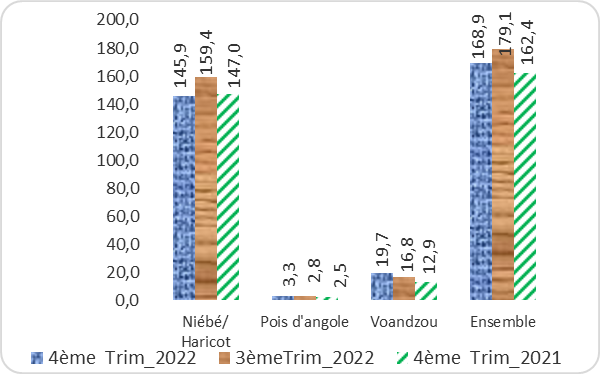 200,0
180,0
160,0
140,0
120,0
100,0
80,0
60,0
40,0
20,0
0,0
145,9
159,4
147,0
3,3
2,8
2,5
19,7
16,8
12,9
168,9
179,1
162,4
Niébé/
Haricot
Pois d'angole
Voandzou
Ensemble
4ème Trim_2022
3èmeTrim_2022
4ème Trim_2021